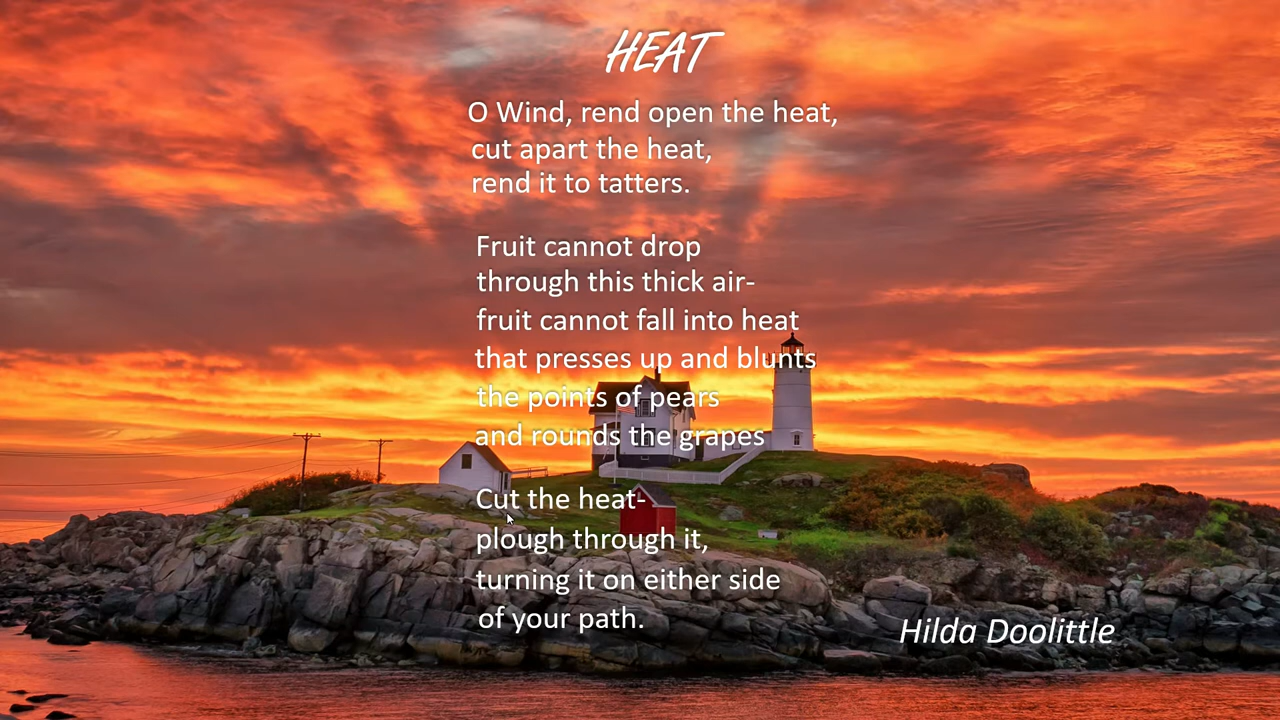 HEAT
O Wind, rend open the heat,
cut apart the heat,
rend it to tatters.
Fruit cannot drop
through this thick air-
fruit cannot fall into heat
that presses up and blunts
the points of pears
and rounds the grapes
Cut the heat-
plough through it,
turning it on either side
of your path.
Hilda Doolittle